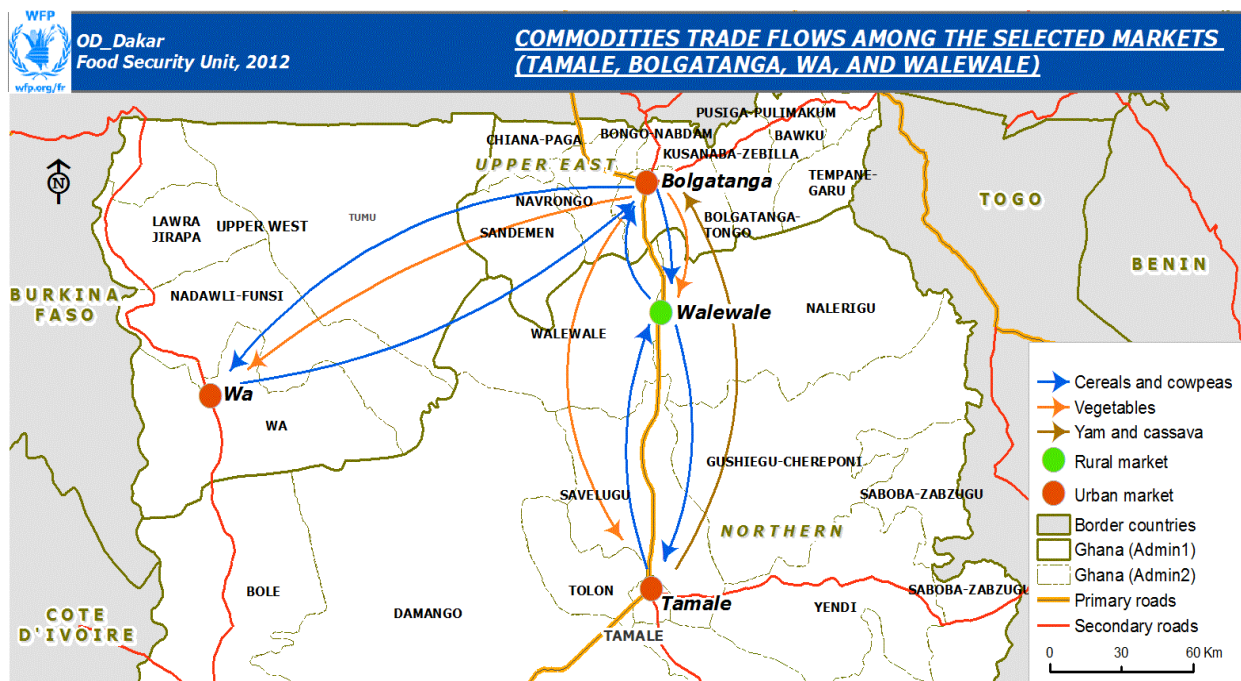 WFP
wfp.org/fr
OD_Dakar
Food Security Unit, 2012
COMMODITIES TRADE FLOWS AMONG THE SELECTED MARKETS
(TAMALE, BOLGATANGA, WA, AND WALEWALE)
N
PUSIGA-PULIMAKUM
CHIANA-PAGA
BONGO-NABDAM
BAWKU
KUSANABA-ZEBILLA
UPPER EAST
Bolgatanga
TEMPANE-
GARU
TOGO
NAVRONGO
LAWRA
JIRAPA
UPPER WEST
TUMU
SANDEMEN
BOLGATANGA-
TONGO
BENIN
BURKINA
FASO
NADAWLI-FUNSI
WALEWALE
Walewale
NALERIGU
Wa
WA
GUSHIEGU-CHEREPONI
SAVELUGU
SABOBA-ZABZUGU
NORTHERN
BOLE
TOLON
SABOBA-ZABZUGU
DAMANGO
Tamale
YENDI
TAMALE
COTE
D'IVOIRE
Cereals and cowpeas
Vegetables
Yam and cassava
Rural market
Urban market
Border countries
Ghana (Admin1)
Ghana (Admin2)
Primary roads
Secondary roads
0 30 60 Km